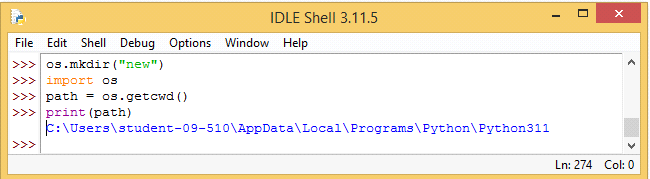 IDLE Shell 3.11.5
File Edit Shell Debug Options Window Help
>>> os.mkdir("new")
>>> import os
>>> path = os.getcwd()
>>> print(path)
C:\Users\student-09-510\AppData\Local\Programs\Python\Python311
>>>
Ln: 274 Col: 0